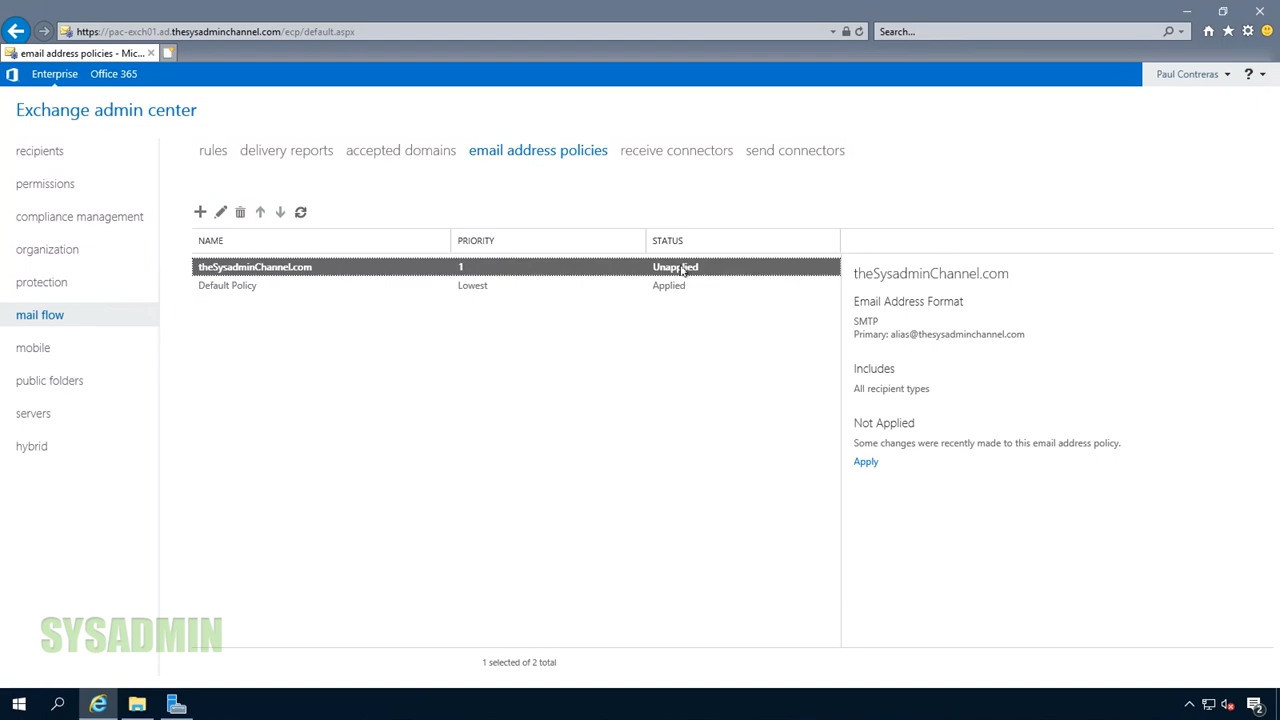 https://pac-exch01.ad.thesysadminchannel.com/ecp/default.aspx
Search...
email address policies - Mic...
Enterprise
Office 365
Paul Contreras
?
Exchange admin center
recipients
permissions
compliance management
organization
protection
mail flow
mobile
public folders
servers
hybrid
rules
delivery reports
accepted domains
email address policies
receive connectors
send connectors
NAME
PRIORITY
STATUS
theSysadminChannel.com
1
Unapplied
Default Policy
Lowest
Applied
1 selected of 2 total
theSysadminChannel.com
Email Address Format
SMTP
Primary: alias@thesysadminchannel.com
Includes
All recipient types
Not Applied
Some changes were recently made to this email address policy.
Apply
SYSADMIN
2